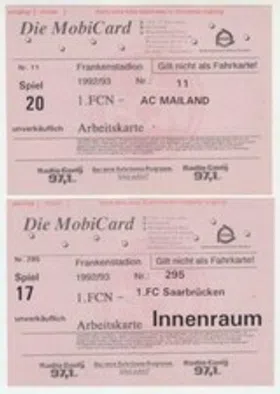 Die MobiCard
Nr. 11
Frankenstadion
Gilt nicht als Fahrkarte!
Spiel
1992/93
Nr.:
11
20
1.FCN –
AC MAILAND
unverkäuflich
Arbeitskarte
97,1
97,1
Die MobiCard
Nr. 295
Frankenstadion
Gilt nicht als Fahrkarte!
Spiel
1992/93
Nr.:
295
17
1.FCN –
1.FC Saarbrücken
unverkäuflich
Arbeitskarte
Innenraum
97,1
97,1